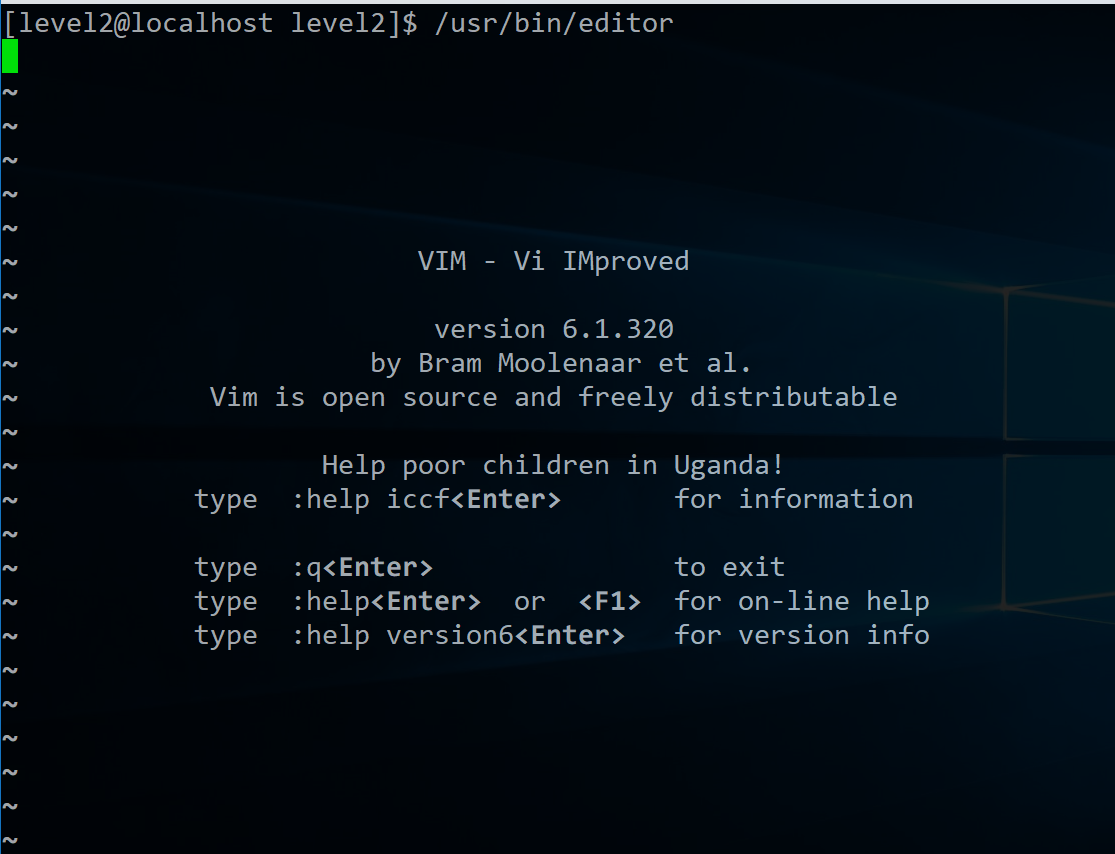 [level2@localhost level2]$ /usr/bin/editor
~
~
~
~
~
~ VIM - Vi IMproved
~
~ version 6.1.320
~ by Bram Moolenaar et al.
~ Vim is open source and freely distributable
~
~ Help poor children in Uganda!
~ type  :help iccf<Enter>       for information
~
~ type  :q<Enter>               to exit
~ type  :help<Enter>  or  <F1>  for on-line help
~ type  :help version6<Enter>   for version info
~
~
~
~
~
~